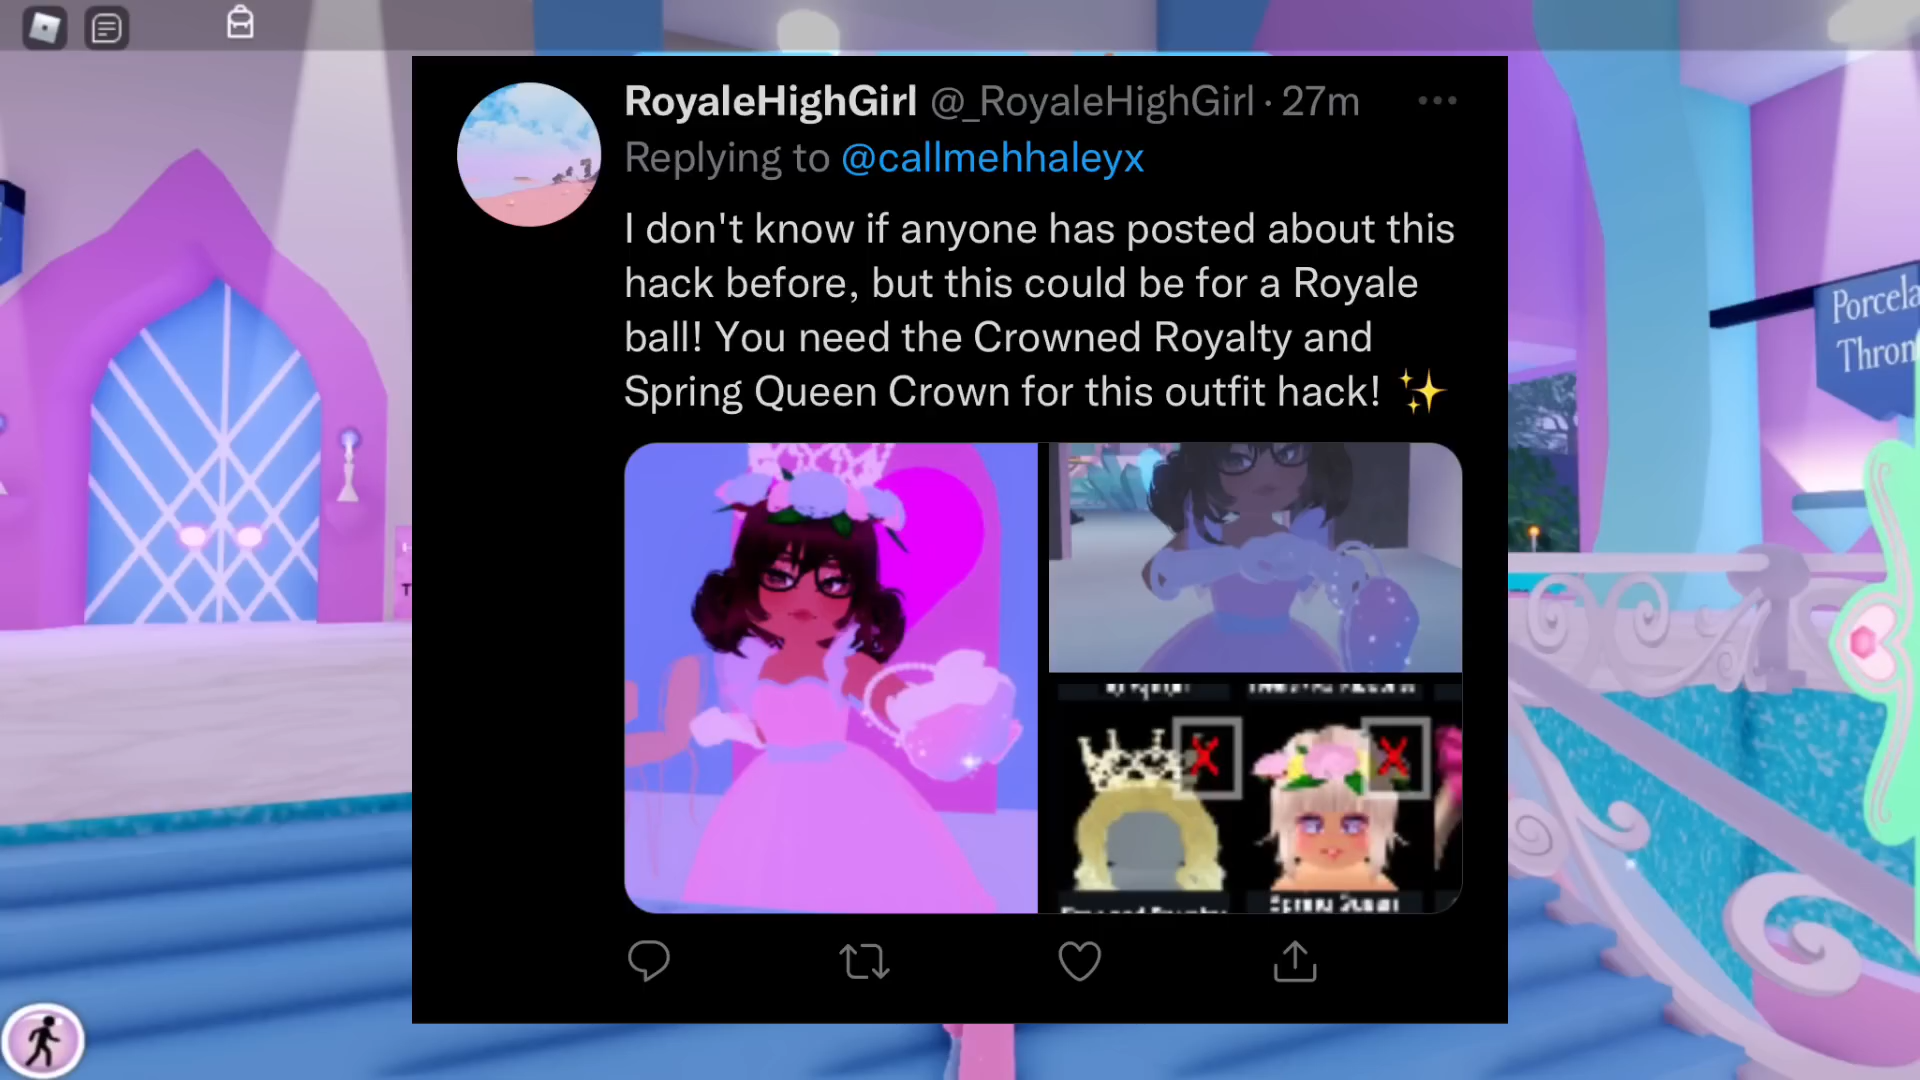 RoyaleHighGirl @_RoyaleHighGirl · 27m
Replying to @callmehhaleyx
I don't know if anyone has posted about this
hack before, but this could be for a Royale
ball! You need the Crowned Royalty and
Spring Queen Crown for this outfit hack! ✨
Spring Queen
Porcela
Thron